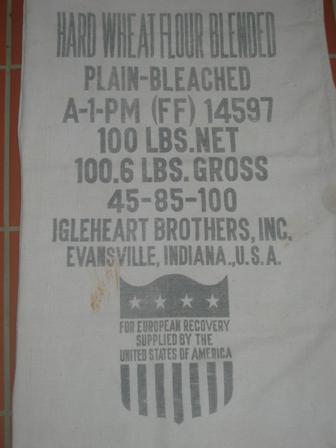 HARD WHEAT FLOUR BLENDED
PLAIN-BLEACHED
A-1-PM (FF) 14597
100 LBS.NET
100.6 LBS. GROSS
45-85-100
IGLEHEART BROTHERS, INC.
EVANSVILLE, INDIANA.,U.S.A.
FOR EUROPEAN RECOVERY
SUPPLIED BY THE
UNITED STATES OF AMERICA